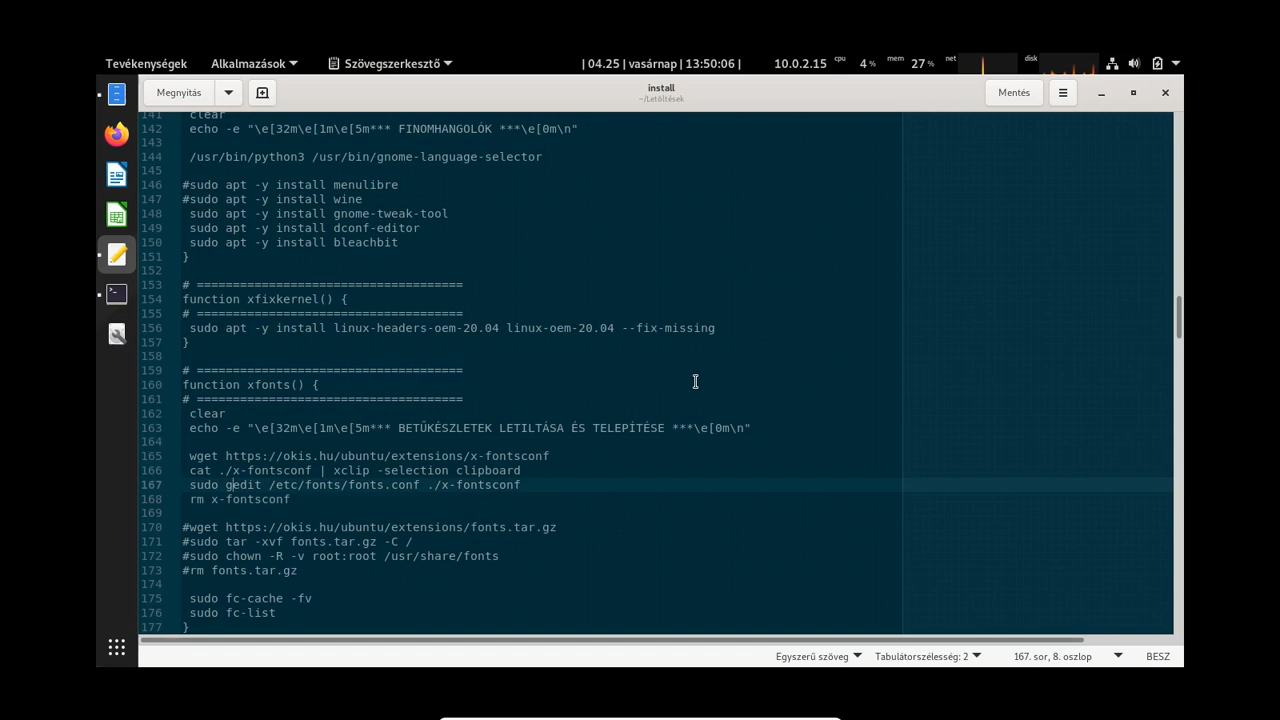 Tevékenységek Alkalmazások Szövegszerkesztő | 04.25 | vasárnap | 13:50:06 | 10.0.2.15 cpu 4 % mem 27 % net disk
Megnyitás install Mentés
~/Letöltések
141 clear
142 echo -e "\e[32m\e[1m\e[5m*** FINOMHANGOLÓK ***\e[0m\n"
143
144 /usr/bin/python3 /usr/bin/gnome-language-selector
145
146 #sudo apt -y install menulibre
147 #sudo apt -y install wine
148 sudo apt -y install gnome-tweak-tool
149 sudo apt -y install dconf-editor
150 sudo apt -y install bleachbit
151 }
152
153 # =====================================
154 function xfixkernel() {
155 # =====================================
156 sudo apt -y install linux-headers-oem-20.04 linux-oem-20.04 --fix-missing
157 }
158
159 # =====================================
160 function xfonts() {
161 # =====================================
162 clear
163 echo -e "\e[32m\e[1m\e[5m*** BETŰKÉSZLETEK LETILTÁSA ÉS TELEPÍTÉSE ***\e[0m\n"
164
165 wget https://okis.hu/ubuntu/extensions/x-fontsconf
166 cat ./x-fontsconf | xclip -selection clipboard
167 sudo gedit /etc/fonts/fonts.conf ./x-fontsconf
168 rm x-fontsconf
169
170 #wget https://okis.hu/ubuntu/extensions/fonts.tar.gz
171 #sudo tar -xvf fonts.tar.gz -C /
172 #sudo chown -R -v root:root /usr/share/fonts
173 #rm fonts.tar.gz
174
175 sudo fc-cache -fv
176 sudo fc-list
177 }
Egyszerű szöveg Tabulátorszélesség: 2 167. sor, 8. oszlop BESZ